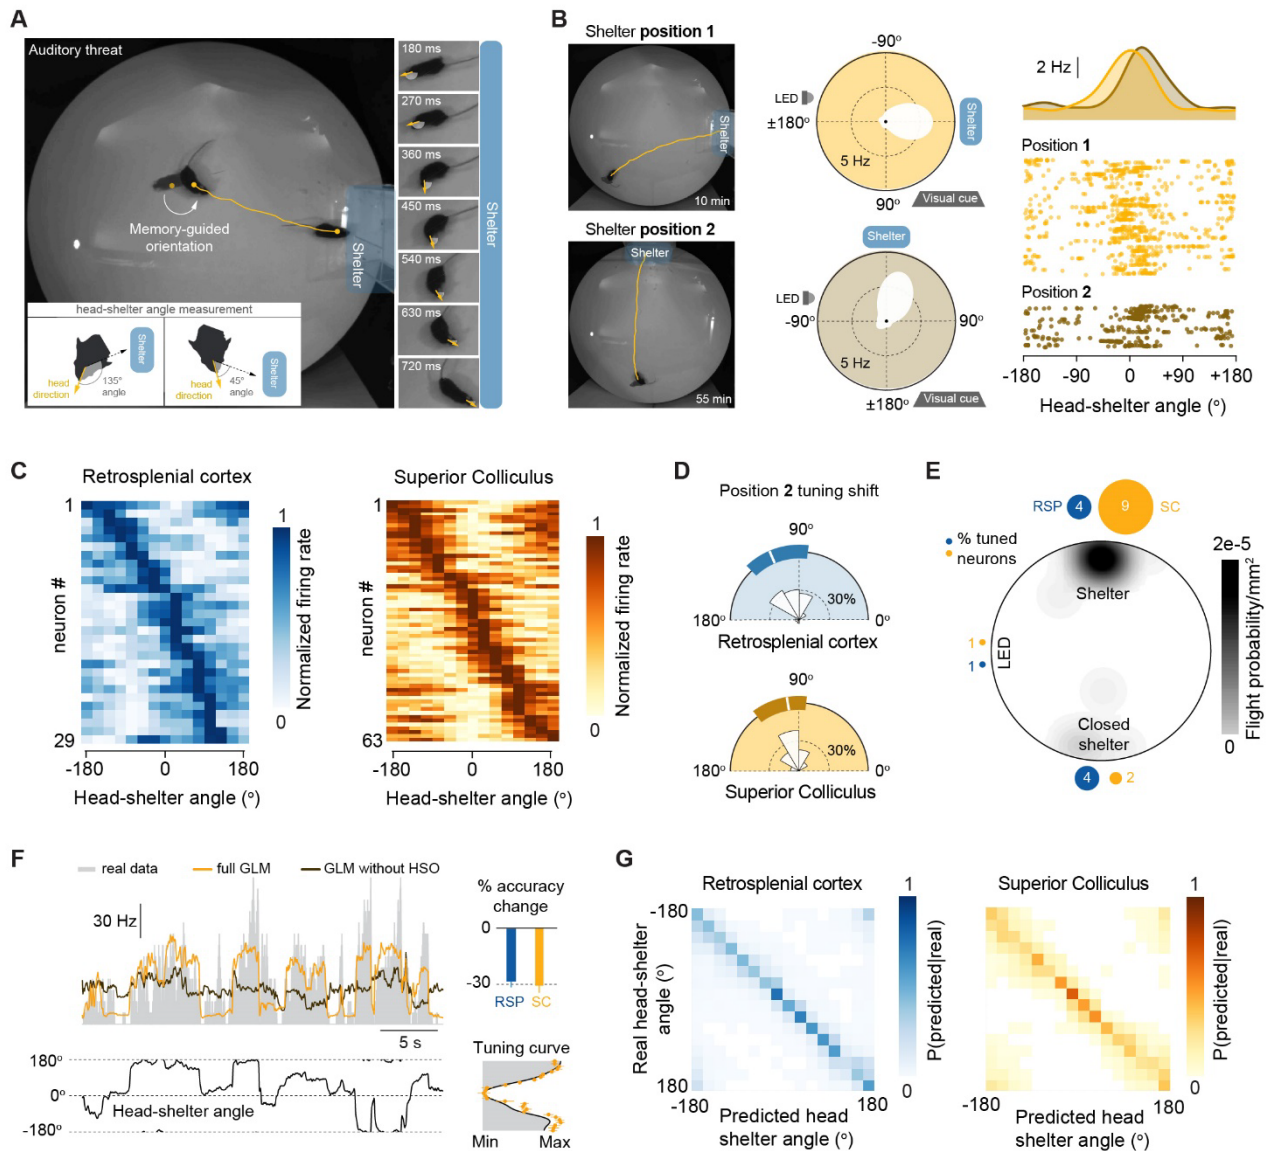 A
Auditory threat
Memory-guided
orientation
Shelter
head-shelter angle measurement
Shelter
head
direction
135°
angle
Shelter
head
direction
45°
angle
180 ms
270 ms
360 ms
450 ms
540 ms
630 ms
720 ms
Shelter
B
Shelter position 1
Shelter
10 min
Shelter position 2
Shelter
55 min
-90°
LED
±180°
Shelter
5 Hz
Visual cue
90°
Shelter
LED
-90°
90°
5 Hz
±180°
Visual cue
2 Hz
Position 1
Position 2
-180 -90 0 +90 +180
Head-shelter angle (°)
C
Retrosplenial cortex
1
neuron #
29
-180 0 180
Head-shelter angle (°)
1
Normalized firing rate
0
Superior Colliculus
1
neuron #
63
-180 0 180
Head-shelter angle (°)
1
Normalized firing rate
0
D
Position 2 tuning shift
90°
30%
180° 0°
Retrosplenial cortex
90°
30%
180° 0°
Superior Colliculus
E
RSP 4 9 SC
% tuned
neurons
Shelter
1
1
LED
Closed
shelter
4 2
2e-5
Flight probability/mm²
0
F
real data full GLM GLM without HSO
30 Hz
5 s
% accuracy
change
0
-30
RSP SC
180°
0°
-180°
Head-shelter angle
Tuning curve
Min Max
G
Retrosplenial cortex
-180
Real head-shelter
angle (°)
180
-180 180
Predicted head
shelter angle (°)
1
P(predicted|real)
0
Superior Colliculus
-180 180
Predicted head
shelter angle (°)
1
P(predicted|real)
0